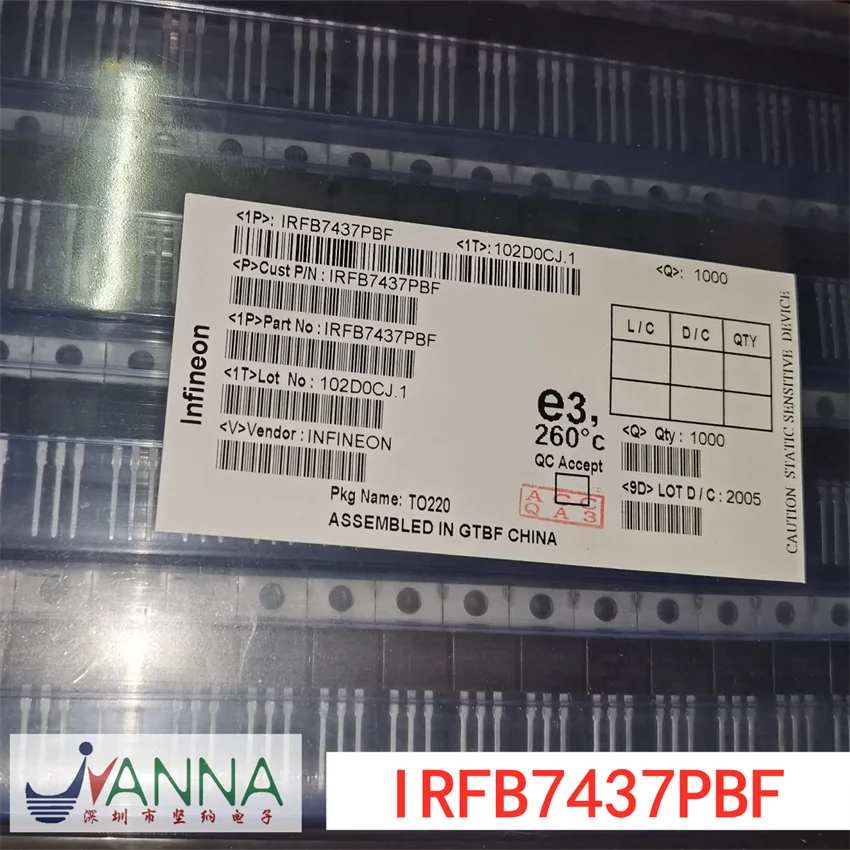 <1P>: IRFB7437PBF
<1T>:102D0CJ.1
<Q>: 1000
<P>Cust P/N : IRFB7437PBF
<1P>Part No : IRFB7437PBF
<1T>Lot No : 102D0CJ.1
<V>Vendor : INFINEON
Infineon
Pkg Name: TO220
ASSEMBLED IN GTBF CHINA
e3,
260°c
QC Accept
A C C
Q A 3
L / C D / C QTY
<Q> Qty : 1000
<9D> LOT D / C : 2005
CAUTION STATIC SENSITIVE DEVICE
JYANNA
深圳市坚纳电子
IRFB7437PBF